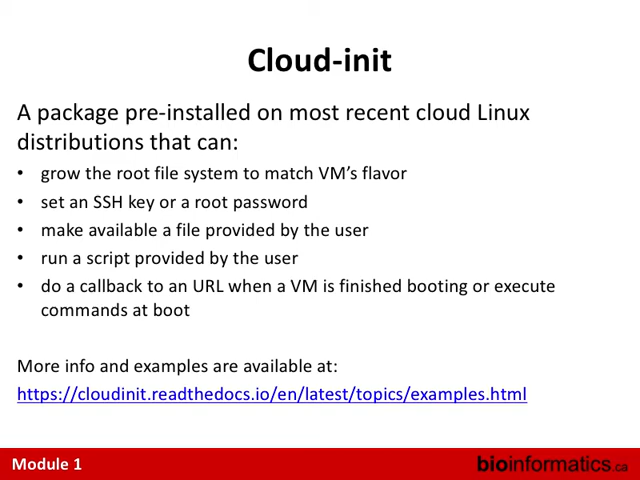 Cloud-init
A package pre-installed on most recent cloud Linux
distributions that can:
• grow the root file system to match VM's flavor
• set an SSH key or a root password
• make available a file provided by the user
• run a script provided by the user
• do a callback to an URL when a VM is finished booting or execute
commands at boot
More info and examples are available at:
https://cloudinit.readthedocs.io/en/latest/topics/examples.html
Module 1
bioinformatics.ca